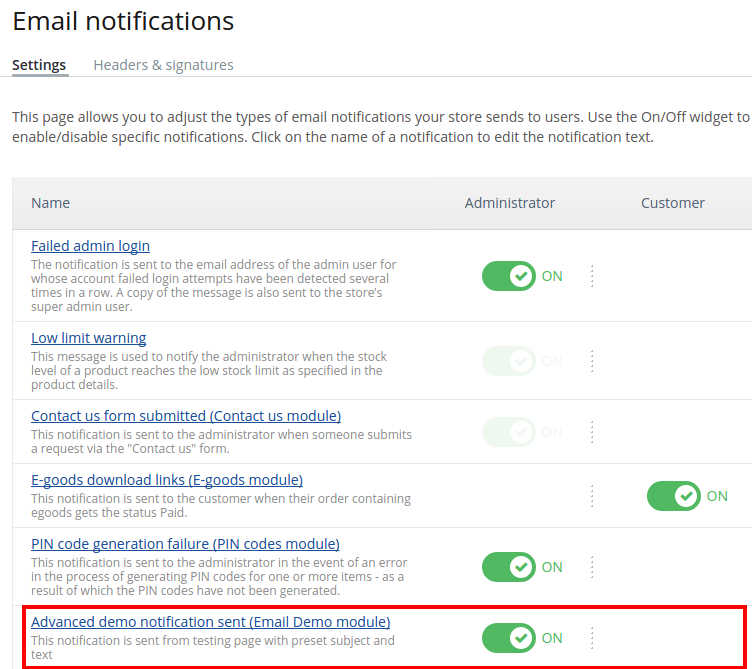 Email notifications
Settings Headers & signatures
This page allows you to adjust the types of email notifications your store sends to users. Use the On/Off widget to
enable/disable specific notifications. Click on the name of a notification to edit the notification text.
Name Administrator Customer
Failed admin login
The notification is sent to the email address of the admin user for
whose account failed login attempts have been detected several
times in a row. A copy of the message is also sent to the store's
super admin user.
ON
Low limit warning
This message is used to notify the administrator when the stock
level of a product reaches the low stock limit as specified in the
product details.
ON
Contact us form submitted (Contact us module)
This notification is sent to the administrator when someone submits
a request via the "Contact us" form.
ON
E-goods download links (E-goods module)
This notification is sent to the customer when their order containing
egoods gets the status Paid.
ON
PIN code generation failure (PIN codes module)
This notification is sent to the administrator in the event of an error
in the process of generating PIN codes for one or more items - as a
result of which the PIN codes have not been generated.
ON
Advanced demo notification sent (Email Demo module)
This notification is sent from testing page with preset subject and
text
ON